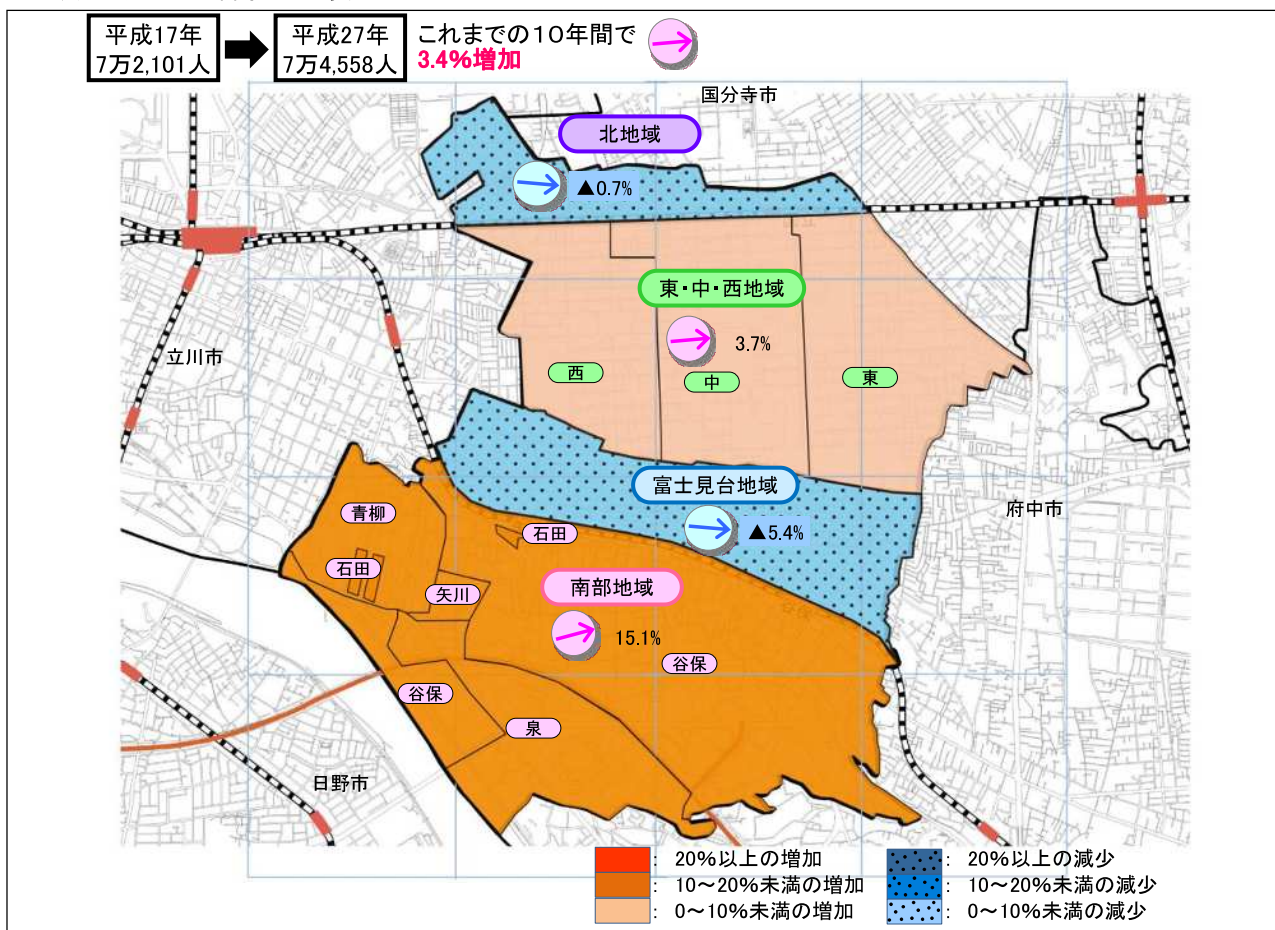 平成17年
7万2,101人
平成27年
7万4,558人
これまでの10年間で
3.4%増加
国分寺市
北地域
▲0.7%
東・中・西地域
3.7%
西
中
東
立川市
富士見台地域
▲5.4%
府中市
青柳
石田
石田
矢川
南部地域
15.1%
谷保
谷保
泉
日野市
: 20%以上の増加
: 10～20%未満の増加
: 0～10%未満の増加
: 20%以上の減少
: 10～20%未満の減少
: 0～10%未満の減少